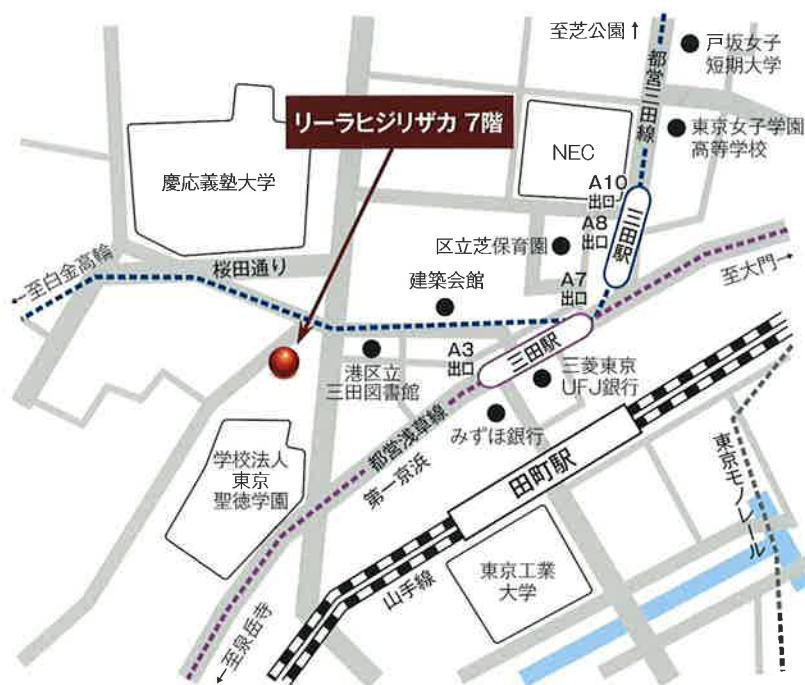 至芝公園↑
都営三田線
戸坂女子
短期大学
リーラヒジリザカ 7階
NEC
東京女子学園
高等学校
慶応義塾大学
A10
出口
A8
出口
三田駅
区立芝保育園
桜田通り
←至白金高輪
至大門→
建築会館
A7
出口
A3
出口
三田駅
三菱東京
UFJ銀行
港区立
三田図書館
みずほ銀行
都営浅草線
第一京浜
田町駅
東京モノレール
学校法人
東京
聖徳学園
東京工業
大学
山手線
←至泉岳寺